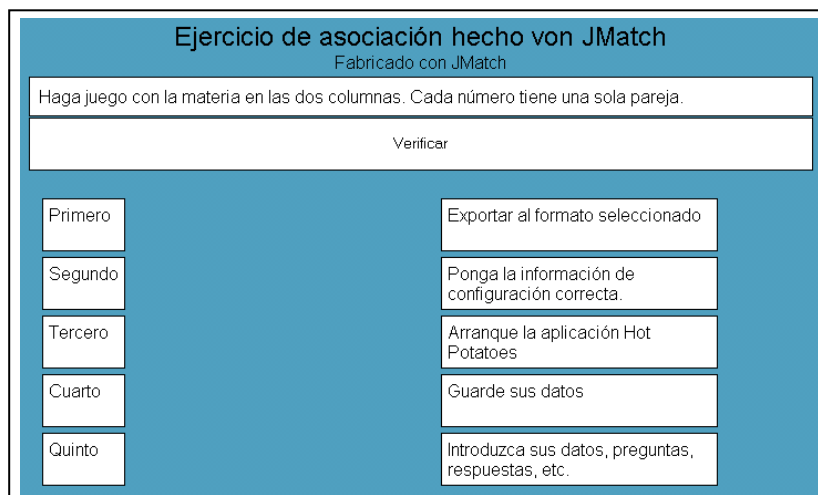 Ejercicio de asociación hecho von JMatch
Fabricado con JMatch
Haga juego con la materia en las dos columnas. Cada número tiene una sola pareja.
Verificar
Primero
Exportar al formato seleccionado
Segundo
Ponga la información de
configuración correcta.
Tercero
Arranque la aplicación Hot
Potatoes
Cuarto
Guarde sus datos
Quinto
Introduzca sus datos, preguntas,
respuestas, etc.